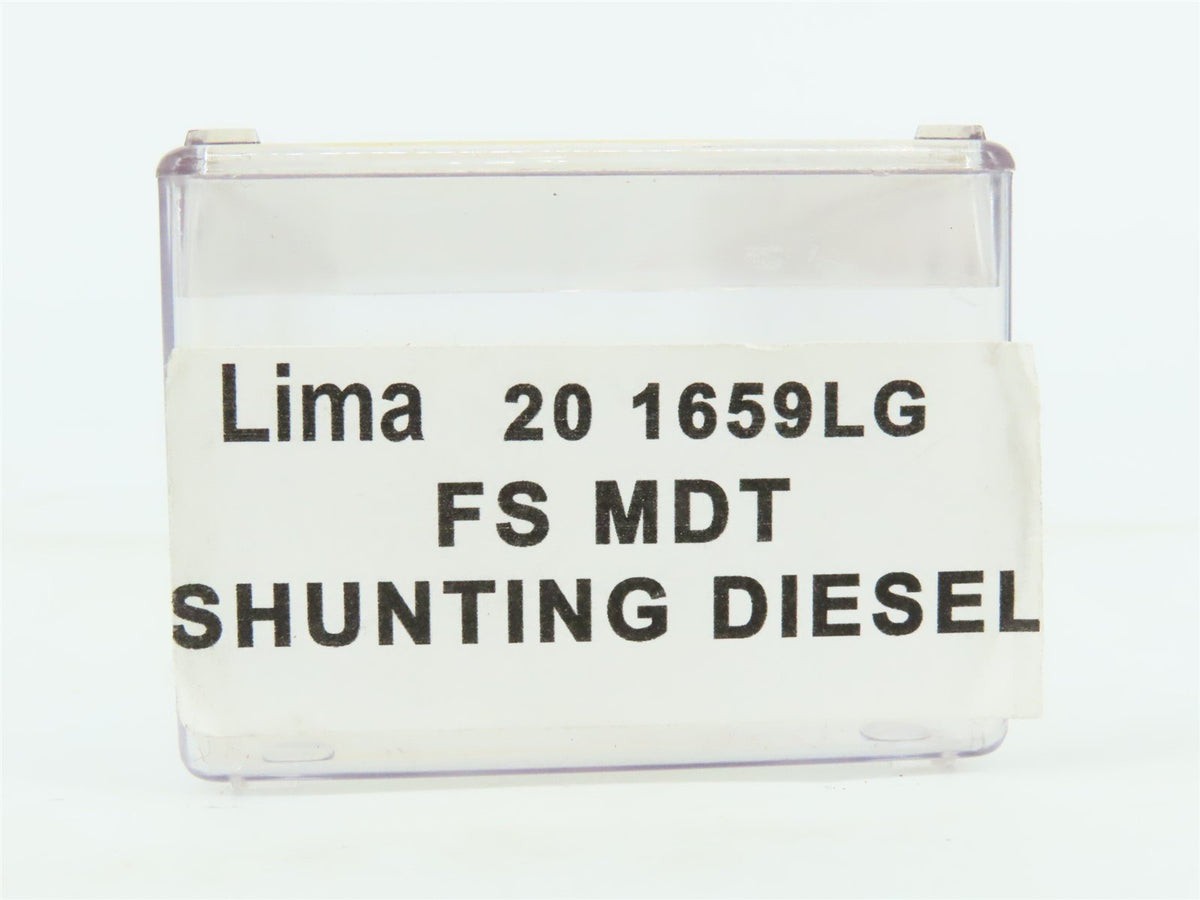 Lima 20 1659LG
FS MDT
SHUNTING DIESEL